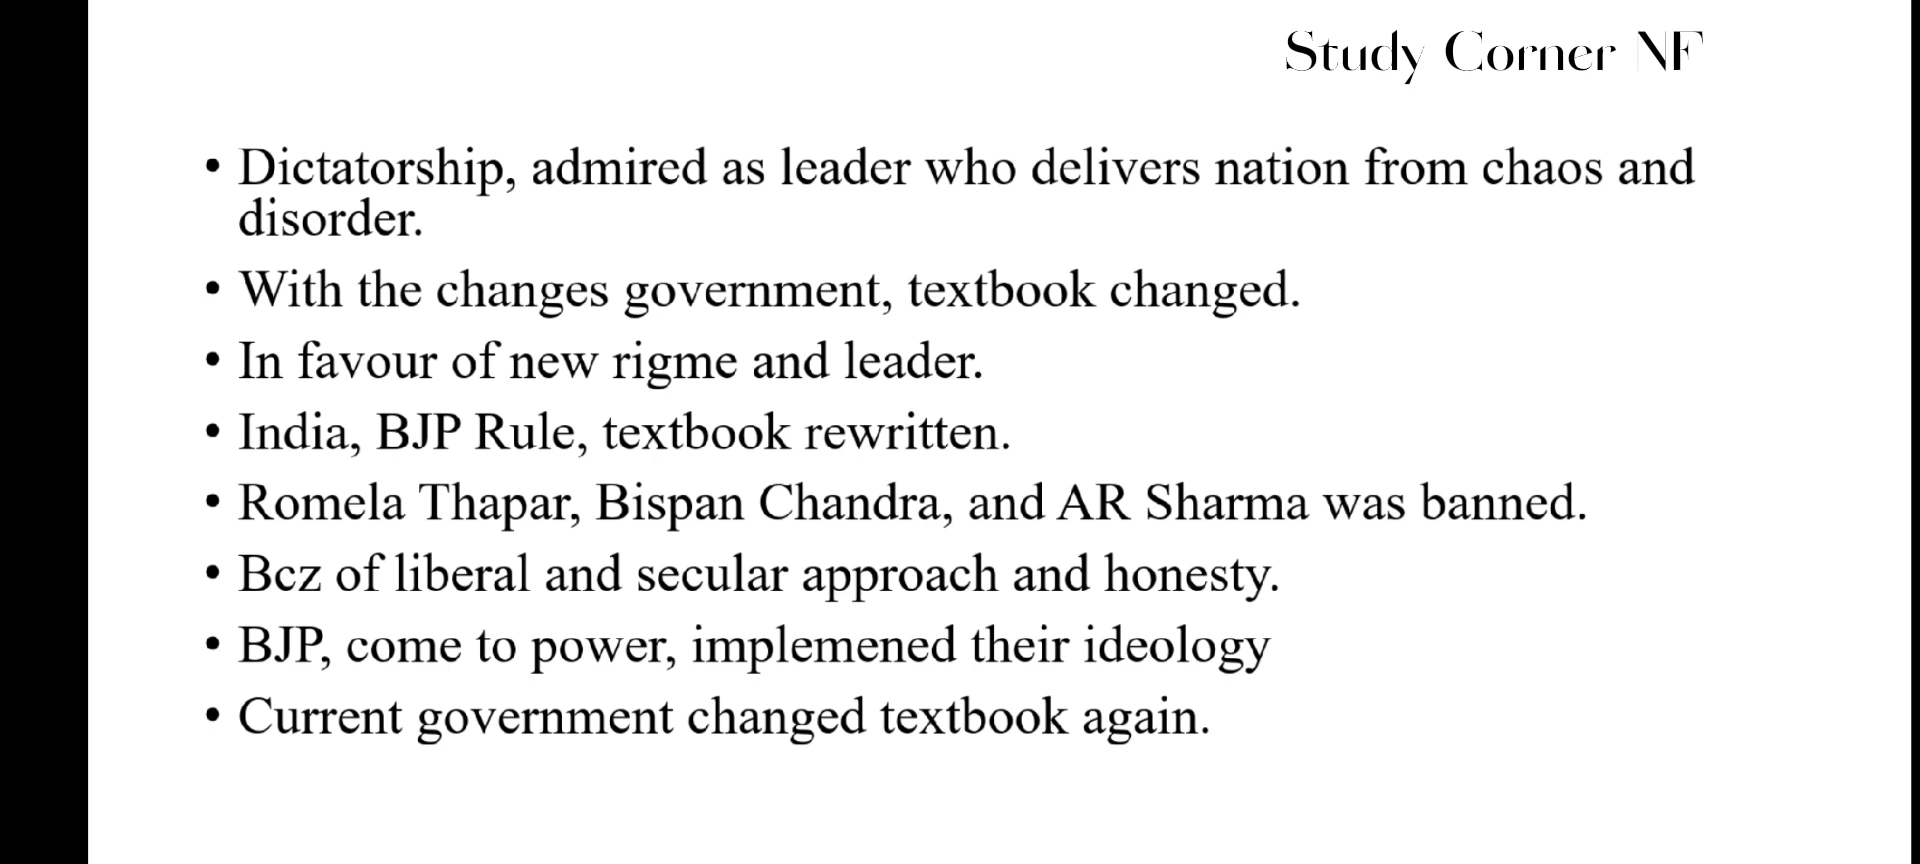 Study Corner NF
• Dictatorship, admired as leader who delivers nation from chaos and
disorder.
• With the changes government, textbook changed.
• In favour of new rigme and leader.
• India, BJP Rule, textbook rewritten.
• Romela Thapar, Bispan Chandra, and AR Sharma was banned.
• Bcz of liberal and secular approach and honesty.
• BJP, come to power, implemened their ideology
• Current government changed textbook again.